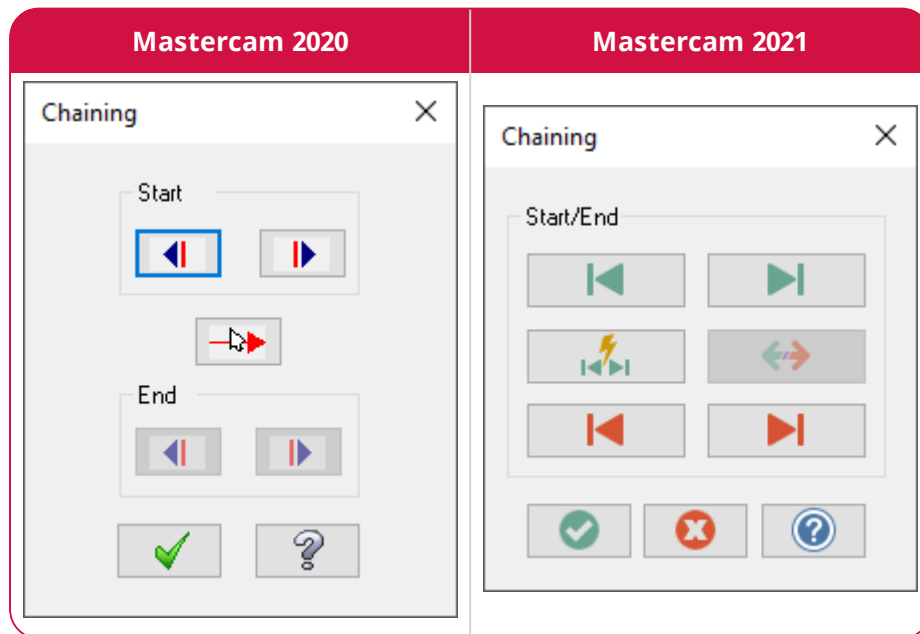 Mastercam 2020
Mastercam 2021
Chaining
Start
End
Chaining
Start/End